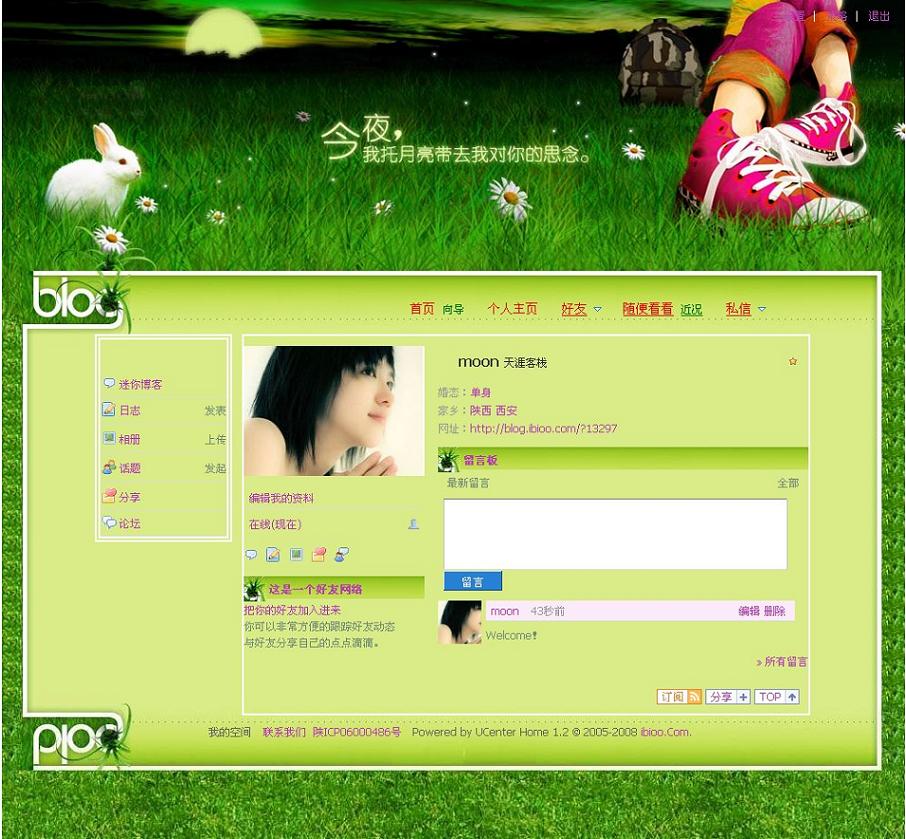 退出
今夜，
我托月亮带去我对你的思念。
bioo
首页 向导 个人主页 好友 随便看看 近况 私信
迷你博客
日志 发表
相册 上传
话题 发起
分享
论坛
编辑我的资料
在线(现在)
这是一个好友网络
把你的好友加入进来
你可以非常方便的跟踪好友动态
与好友分享自己的点点滴滴。
moon 天涯客栈
婚恋：单身
家乡：陕西 西安
网址：http://blog.ibioo.com/?13297
留言板
最新留言 全部
留言
moon 43秒前 编辑 删除
Welcome!
» 所有留言
订阅 分享 TOP
bioo
我的空间 联系我们 陕ICP06000486号 Powered by UCenter Home 1.2 © 2005-2008 ibioo.Com.